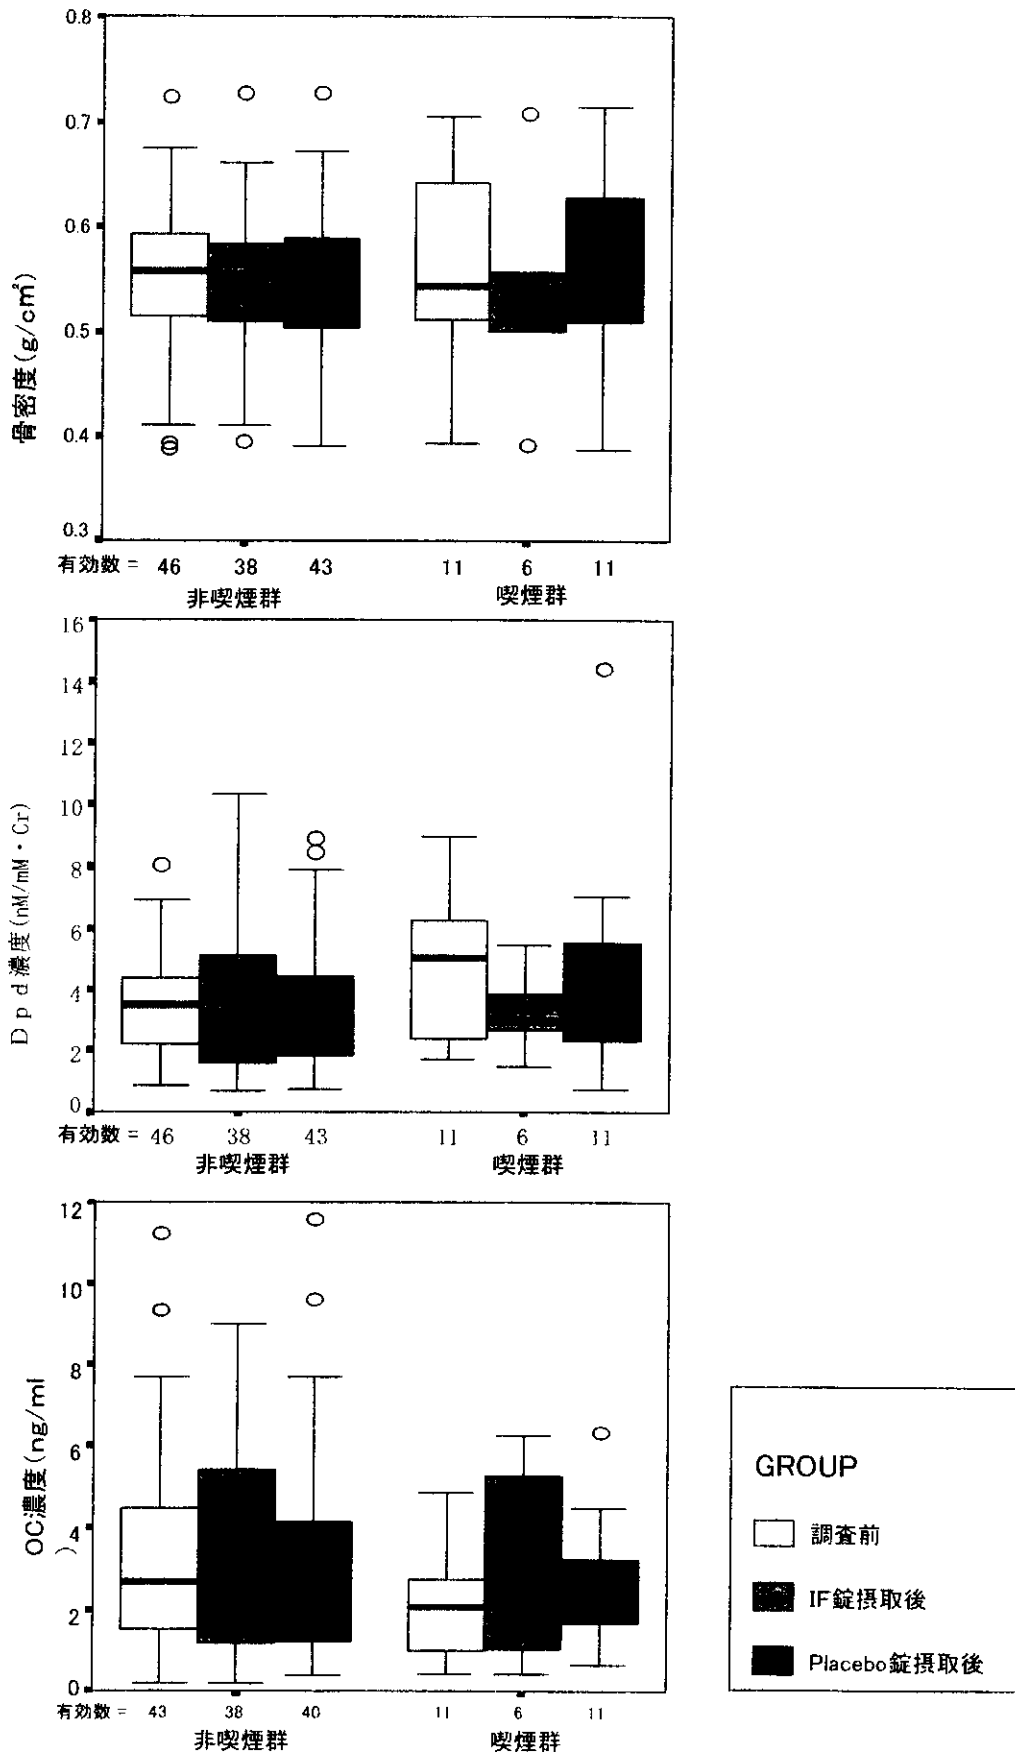 0.8
0.7
0.6
0.5
0.4
0.3
骨密度(g/cm²)
有効数 = 46 38 43 11 6 11
非喫煙群 喫煙群
16
14
12
10
8
6
4
2
0
Dpd濃度(nM/mM・Cr)
有効数 = 46 38 43 11 6 11
非喫煙群 喫煙群
12
10
8
6
4
2
0
OC濃度(ng/ml
)
有効数 = 43 38 40 11 6 11
非喫煙群 喫煙群
GROUP
調査前
IF錠摂取後
Placebo錠摂取後